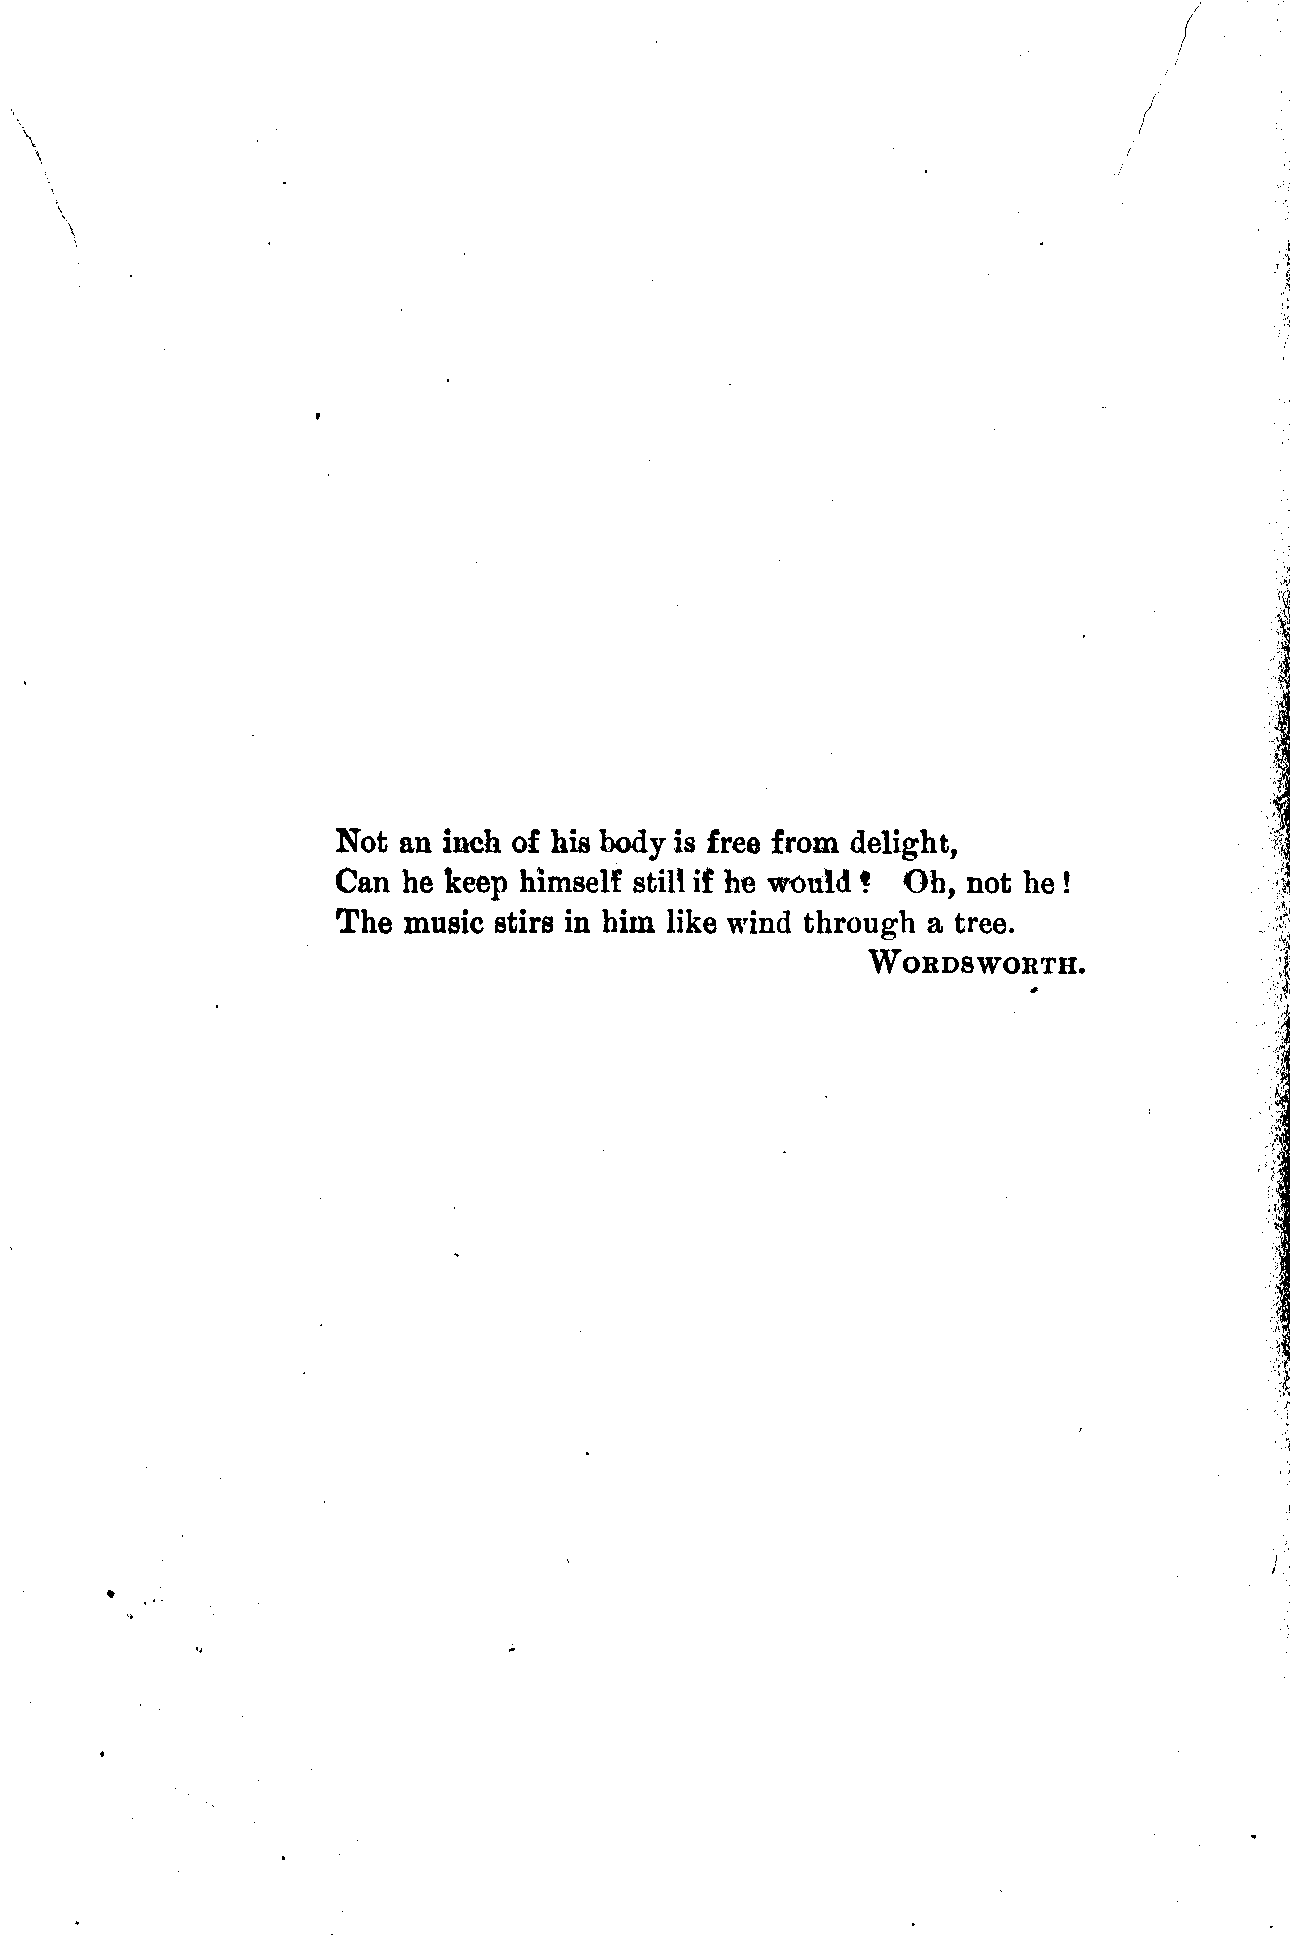 Not an inch of his body is free from delight,
Can he keep himself still if he would? Oh, not he!
The music stirs in him like wind through a tree.
WORDSWORTH.